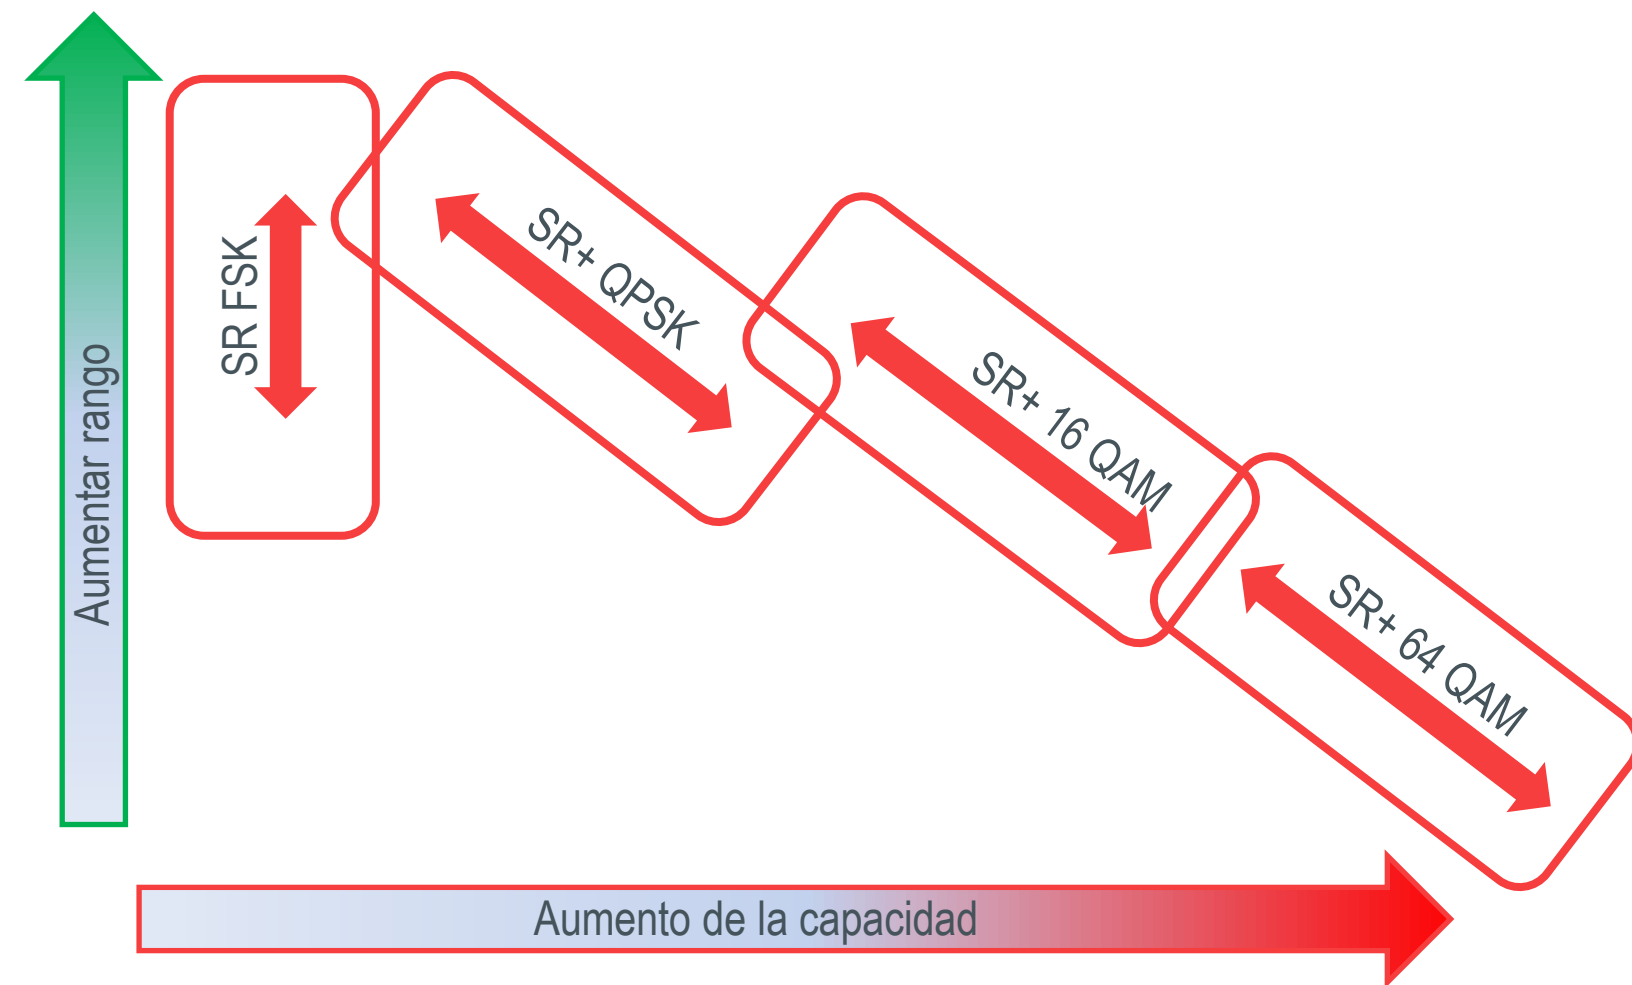 Aumentar rango
SR FSK
SR+ QPSK
SR+ 16 QAM
SR+ 64 QAM
Aumento de la capacidad